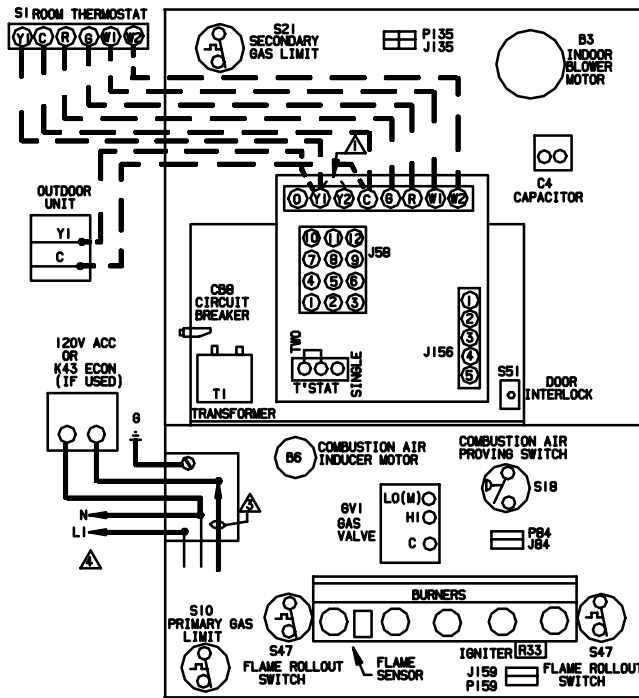 S1 ROOM THERMOSTAT
Y1 C R G W1 W2
S21
SECONDARY
GAS LIMIT
P135
J135
B3
INDOOR
BLOWER
MOTOR
1
C4
CAPACITOR
OUTDOOR
UNIT
Y1
C
O Y1 Y2 C G R W1 W2
10 11 12
7 8 9
4 5 6
1 2 3
J58
CB8
CIRCUIT
BREAKER
T1
TRANSFORMER
TWO
SINGLE
T'STAT
1
2
3
4
5
J156
S51
DOOR
INTERLOCK
120V ACC
OR
K43 ECON
(IF USED)
G
N
L1
3
4
B6
COMBUSTION AIR
INDUCER MOTOR
COMBUSTION AIR
PROVING SWITCH
S18
GV1
GAS
VALVE
LO(M)
HI
C
P84
J84
BURNERS
S10
PRIMARY GAS
LIMIT
S47
FLAME ROLLOUT
SWITCH
FLAME
SENSOR
IGNITER
R33
J159
P159
S47
FLAME ROLLOUT
SWITCH